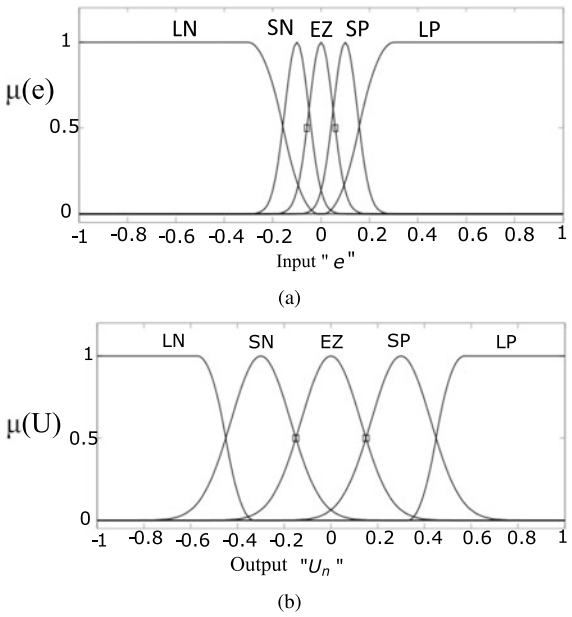 LN SN EZ SP LP
1
μ(e)
0.5
0
-1 -0.8 -0.6 -0.4 -0.2 0 0.2 0.4 0.6 0.8 1
Input " e"
(a)
LN SN EZ SP LP
1
μ(U)
0.5
0
-1 -0.8 -0.6 -0.4 -0.2 0 0.2 0.4 0.6 0.8 1
Output "Un "
(b)